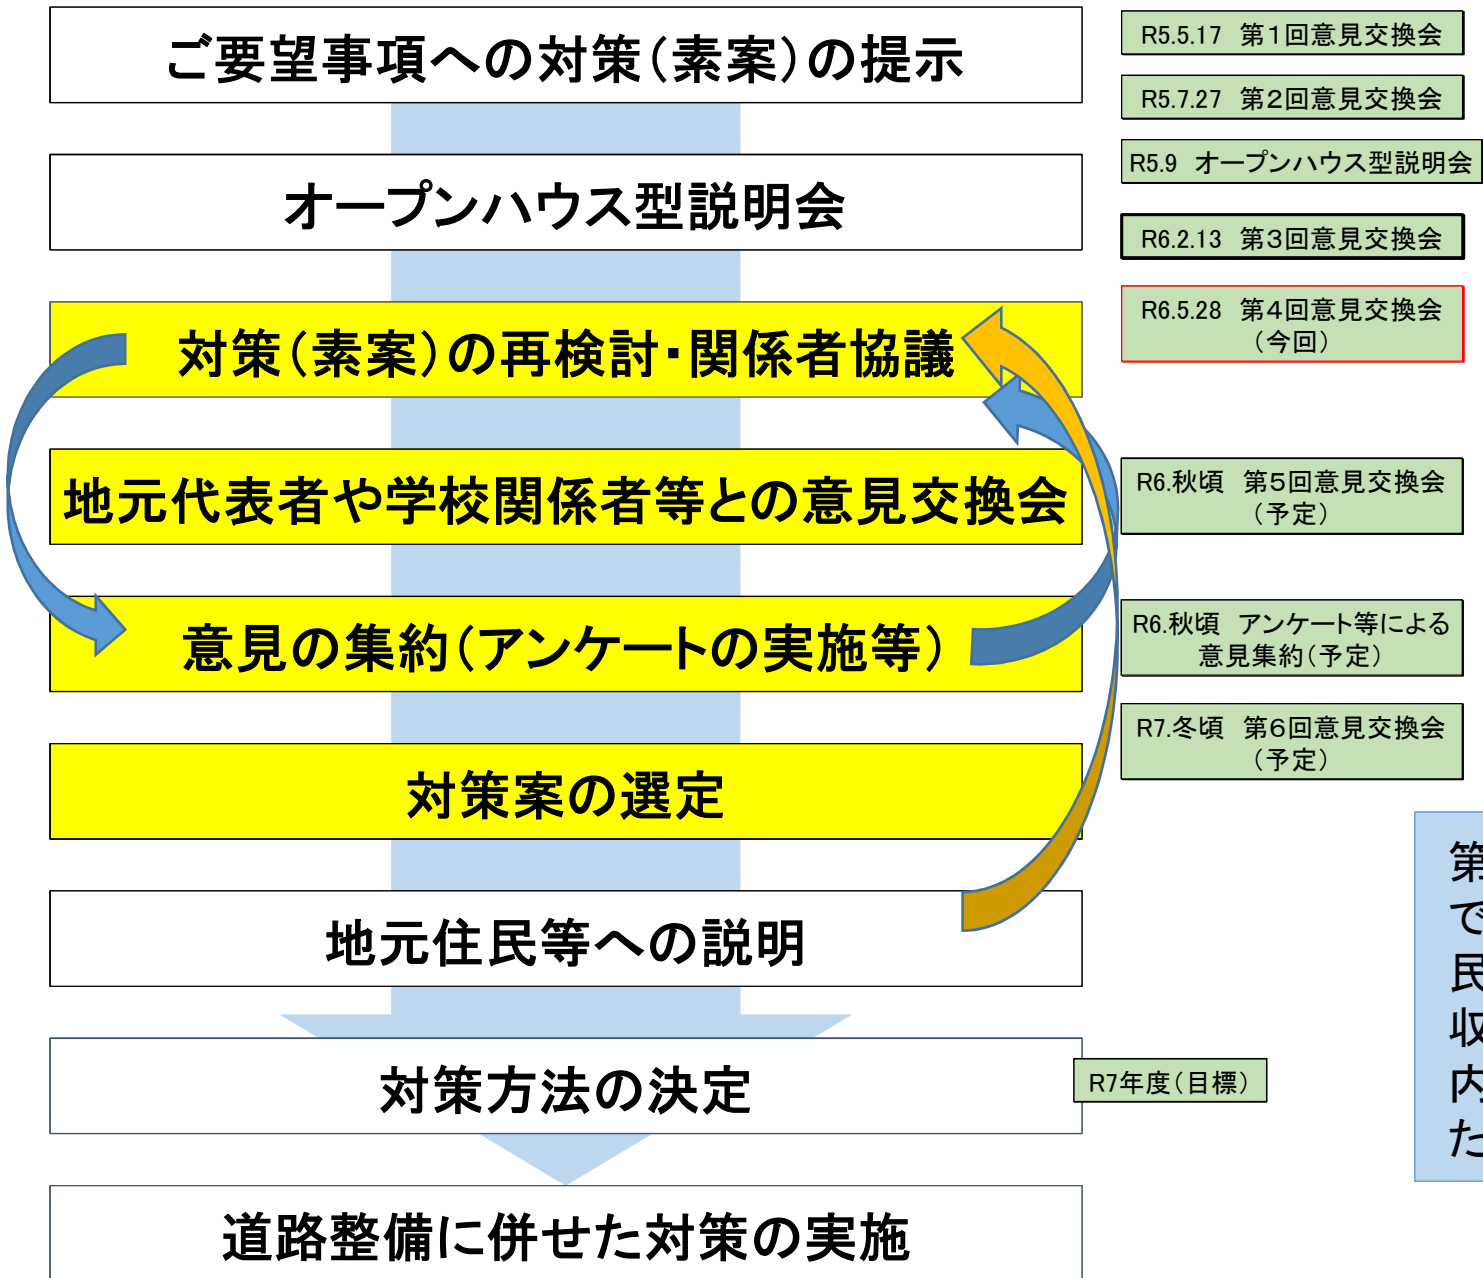 ご要望事項への対策(素案)の提示
オープンハウス型説明会
対策(素案)の再検討・関係者協議
地元代表者や学校関係者等との意見交換会
意見の集約(アンケートの実施等)
対策案の選定
地元住民等への説明
対策方法の決定
道路整備に併せた対策の実施
R5.5.17 第1回意見交換会
R5.7.27 第2回意見交換会
R5.9 オープンハウス型説明会
R6.2.13 第3回意見交換会
R6.5.28 第4回意見交換会
(今回)
R6.秋頃 第5回意見交換会
(予定)
R6.秋頃 アンケート等による
意見集約(予定)
R7.冬頃 第6回意見交換会
(予定)
R7年度(目標)
第
で
民
収
内
た